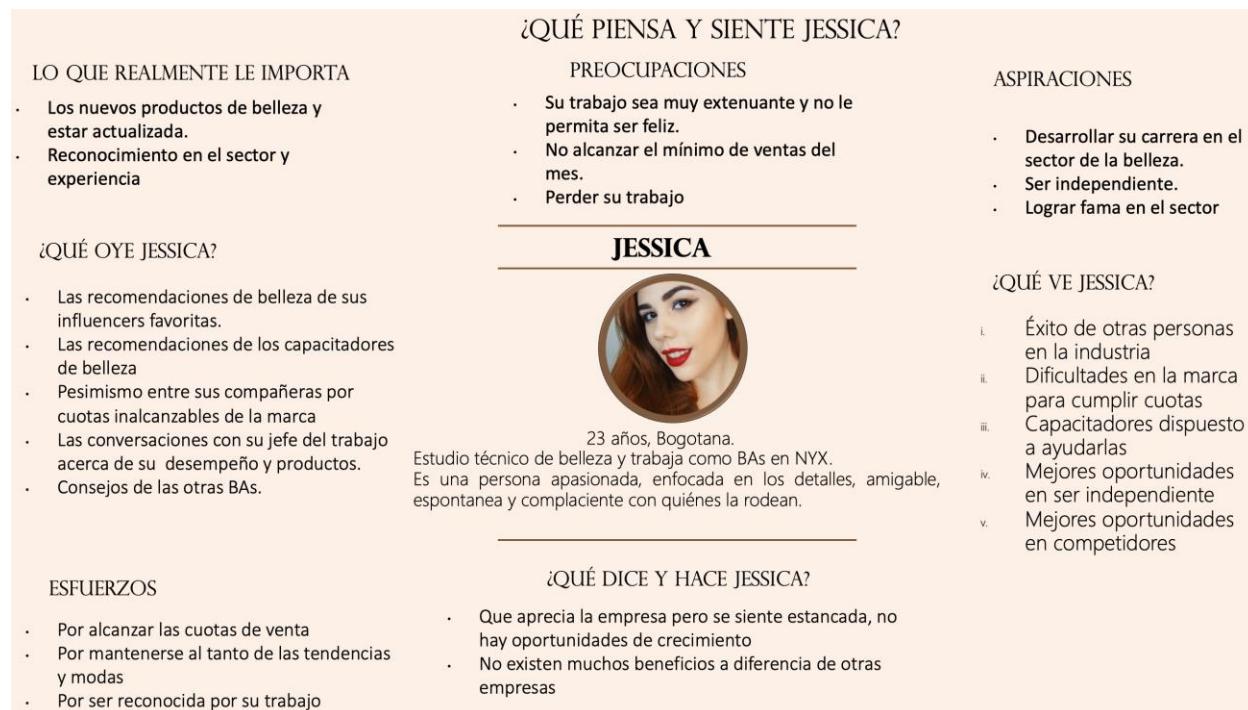 ¿QUÉ PIENSA Y SIENTE JESSICA?
LO QUE REALMENTE LE IMPORTA
• Los nuevos productos de belleza y
estar actualizada.
• Reconocimiento en el sector y
experiencia
PREOCUPACIONES
• Su trabajo sea muy extenuante y no le
permita ser feliz.
• No alcanzar el mínimo de ventas del
mes.
• Perder su trabajo
ASPIRACIONES
• Desarrollar su carrera en el
sector de la belleza.
• Ser independiente.
• Lograr fama en el sector
¿QUÉ OYE JESSICA?
• Las recomendaciones de belleza de sus
influencers favoritas.
• Las recomendaciones de los capacitadores
de belleza
• Pesimismo entre sus compañeras por
cuotas inalcanzables de la marca
• Las conversaciones con su jefe del trabajo
acerca de su desempeño y productos.
• Consejos de las otras BAs.
JESSICA
23 años, Bogotana.
Estudio técnico de belleza y trabaja como BAs en NYX.
Es una persona apasionada, enfocada en los detalles, amigable,
espontanea y complaciente con quiénes la rodean.
¿QUÉ VE JESSICA?
i. Éxito de otras personas
en la industria
ii. Dificultades en la marca
para cumplir cuotas
iii. Capacitadores dispuesto
a ayudarlas
iv. Mejores oportunidades
en ser independiente
v. Mejores oportunidades
en competidores
ESFUERZOS
• Por alcanzar las cuotas de venta
• Por mantenerse al tanto de las tendencias
y modas
• Por ser reconocida por su trabajo
¿QUÉ DICE Y HACE JESSICA?
• Que aprecia la empresa pero se siente estancada, no
hay oportunidades de crecimiento
• No existen muchos beneficios a diferencia de otras
empresas